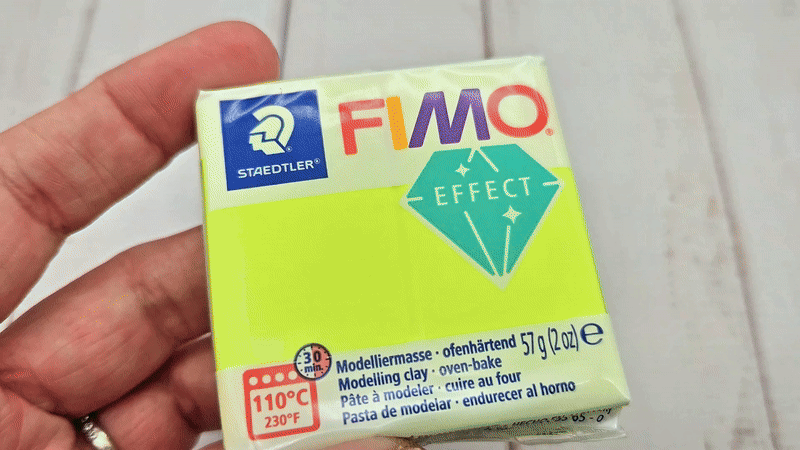 STAEDTLER®
FIMO®
EFFECT
30
min.
110°C
230°F
Modelliermasse · ofenhärtend 57 g (2 oz) e
Modelling clay · oven-bake
Pâte à modeler · cuire au four
Pasta de modelar · endurecer al horno